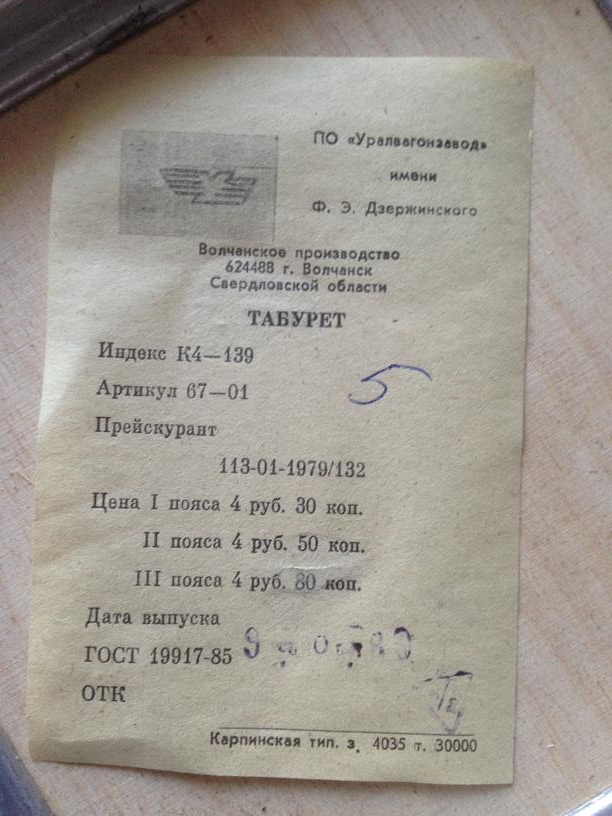 ПО «Уралвагонзавод»
имени
Ф. Э. Дзержинского
Волчанское производство
624488 г. Волчанск
Свердловской области
ТАБУРЕТ
Индекс К4—139
Артикул 67—01
5
Прейскурант
113-01-1979/132
Цена I пояса 4 руб. 30 коп.
II пояса 4 руб. 50 коп.
III пояса 4 руб. 80 коп.
Дата выпуска
ГОСТ 19917-85
ОТК
Карпинская тип. з. 4035 т. 30000